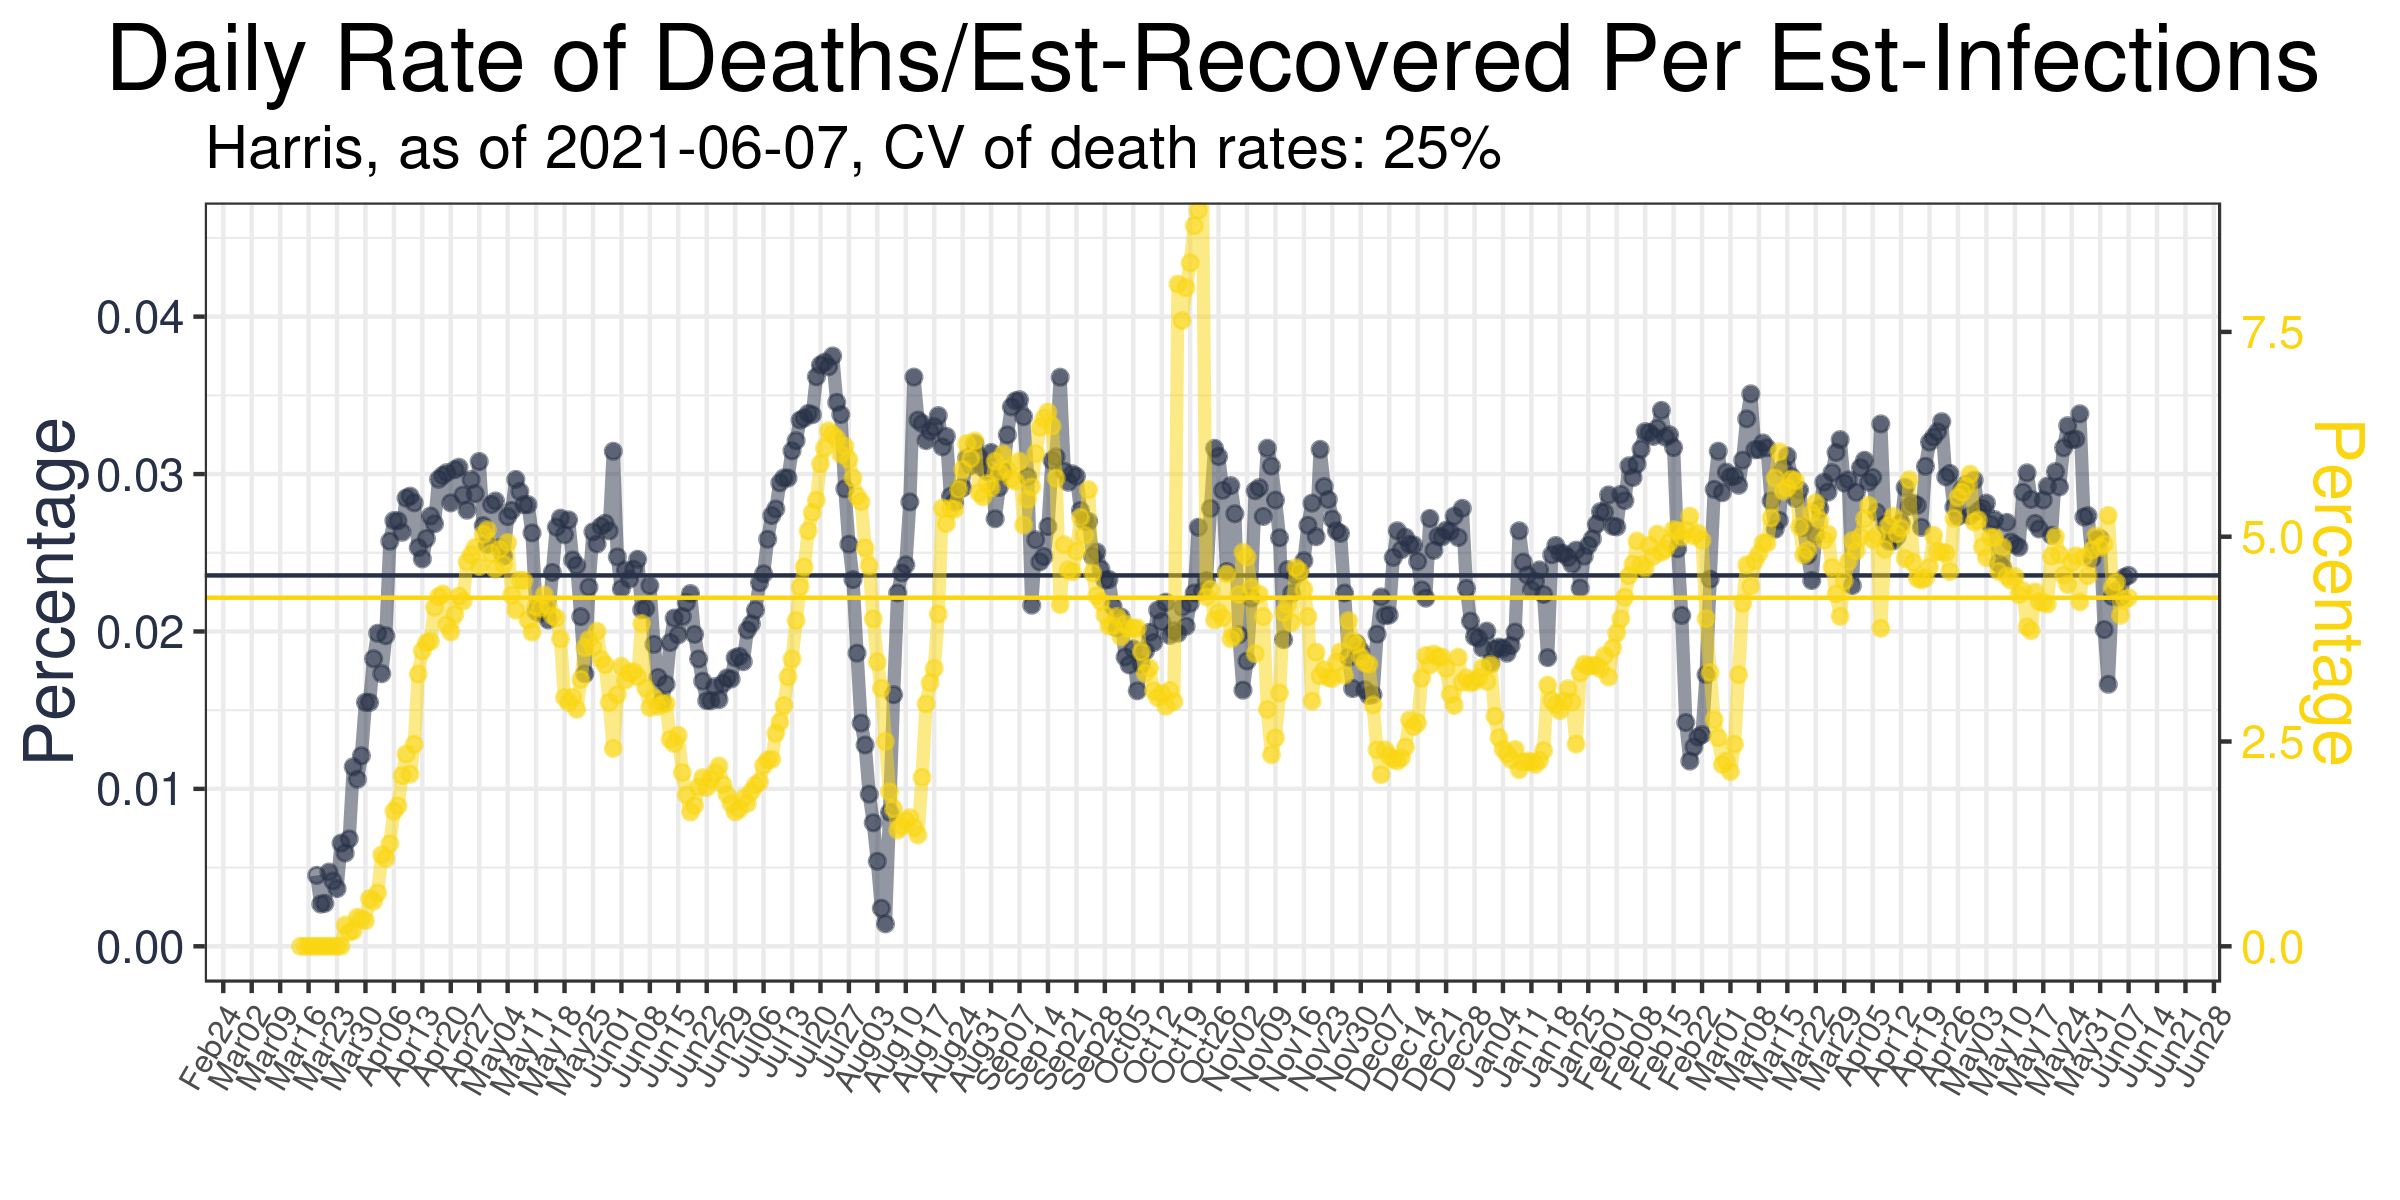 Daily Rate of Deaths/Est-Recovered Per Est-Infections
Harris, as of 2021-06-07, CV of death rates: 25%
Percentage
0.04
0.03
0.02
0.01
0.00
7.5
5.0
2.5
0.0
Percentage
Feb24 Mar02 Mar09 Mar16 Mar23 Mar30 Apr06 Apr13 Apr20 Apr27 May04 May11 May18 May25 Jun01 Jun08 Jun15 Jun22 Jun29 Jul06 Jul13 Jul20 Jul27 Aug03 Aug10 Aug17 Aug24 Aug31 Sep07 Sep14 Sep21 Sep28 Oct05 Oct12 Oct19 Oct26 Nov02 Nov09 Nov16 Nov23 Nov30 Dec07 Dec14 Dec21 Dec28 Jan04 Jan11 Jan18 Jan25 Feb01 Feb08 Feb15 Feb22 Mar01 Mar08 Mar15 Mar22 Mar29 Apr05 Apr12 Apr19 Apr26 May03 May10 May17 May24 May31 Jun07 Jun14 Jun21 Jun28